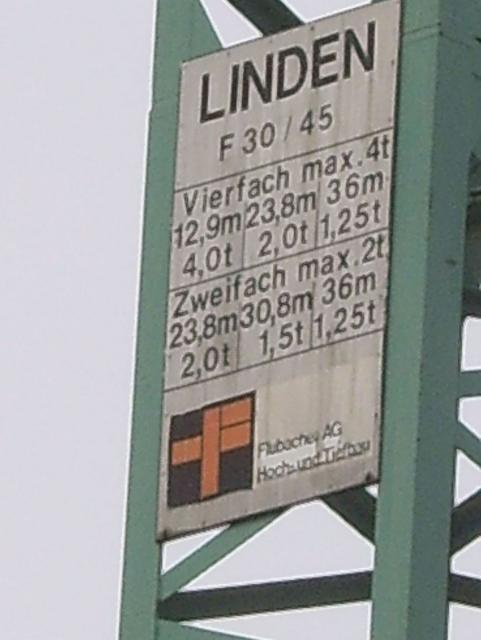 LINDEN
F 30 / 45
Vierfach max. 4t
12,9m 23,8m 36m
4,0t 2,0t 1,25t
Zweifach max. 2t
23,8m 30,8m 36m
2,0t 1,5t 1,25t
Flubacher AG
Hoch- und Tiefbau